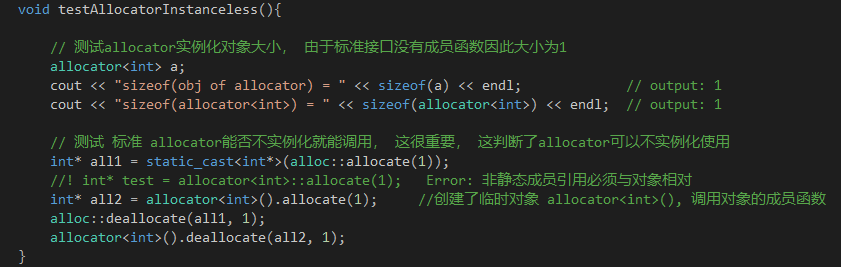 void testAllocatorInstanceless(){
// 测试allocator实例化对象大小， 由于标准接口没有成员函数因此大小为1
allocator<int> a;
cout << "sizeof(obj of allocator) = " << sizeof(a) << endl; // output: 1
cout << "sizeof(allocator<int>) = " << sizeof(allocator<int>) << endl; // output: 1
// 测试 标准 allocator能否不实例化就能调用， 这很重要， 这判断了allocator可以不实例化使用
int* all1 = static_cast<int*>(alloc::allocate(1));
//! int* test = allocator<int>::allocate(1); Error: 非静态成员引用必须与对象相对
int* all2 = allocator<int>().allocate(1); //创建了临时对象 allocator<int>(), 调用对象的成员函数
alloc::deallocate(all1, 1);
allocator<int>().deallocate(all2, 1);
}